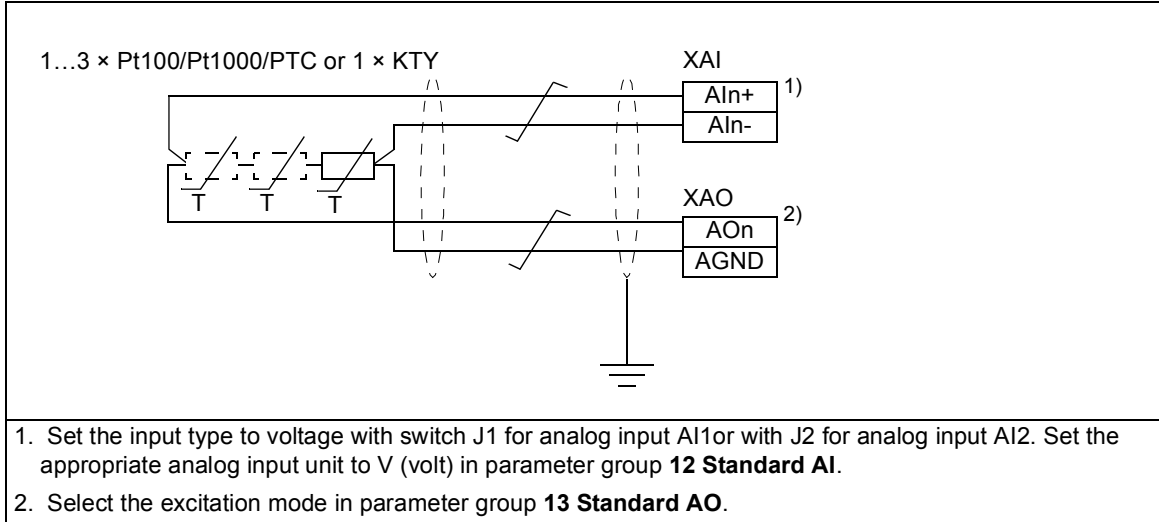 1…3 × Pt100/Pt1000/PTC or 1 × KTY
XAI
AIn+ 1)
AIn-
T T T
XAO
AOn 2)
AGND
1. Set the input type to voltage with switch J1 for analog input AI1or with J2 for analog input AI2. Set the
appropriate analog input unit to V (volt) in parameter group 12 Standard AI.
2. Select the excitation mode in parameter group 13 Standard AO.